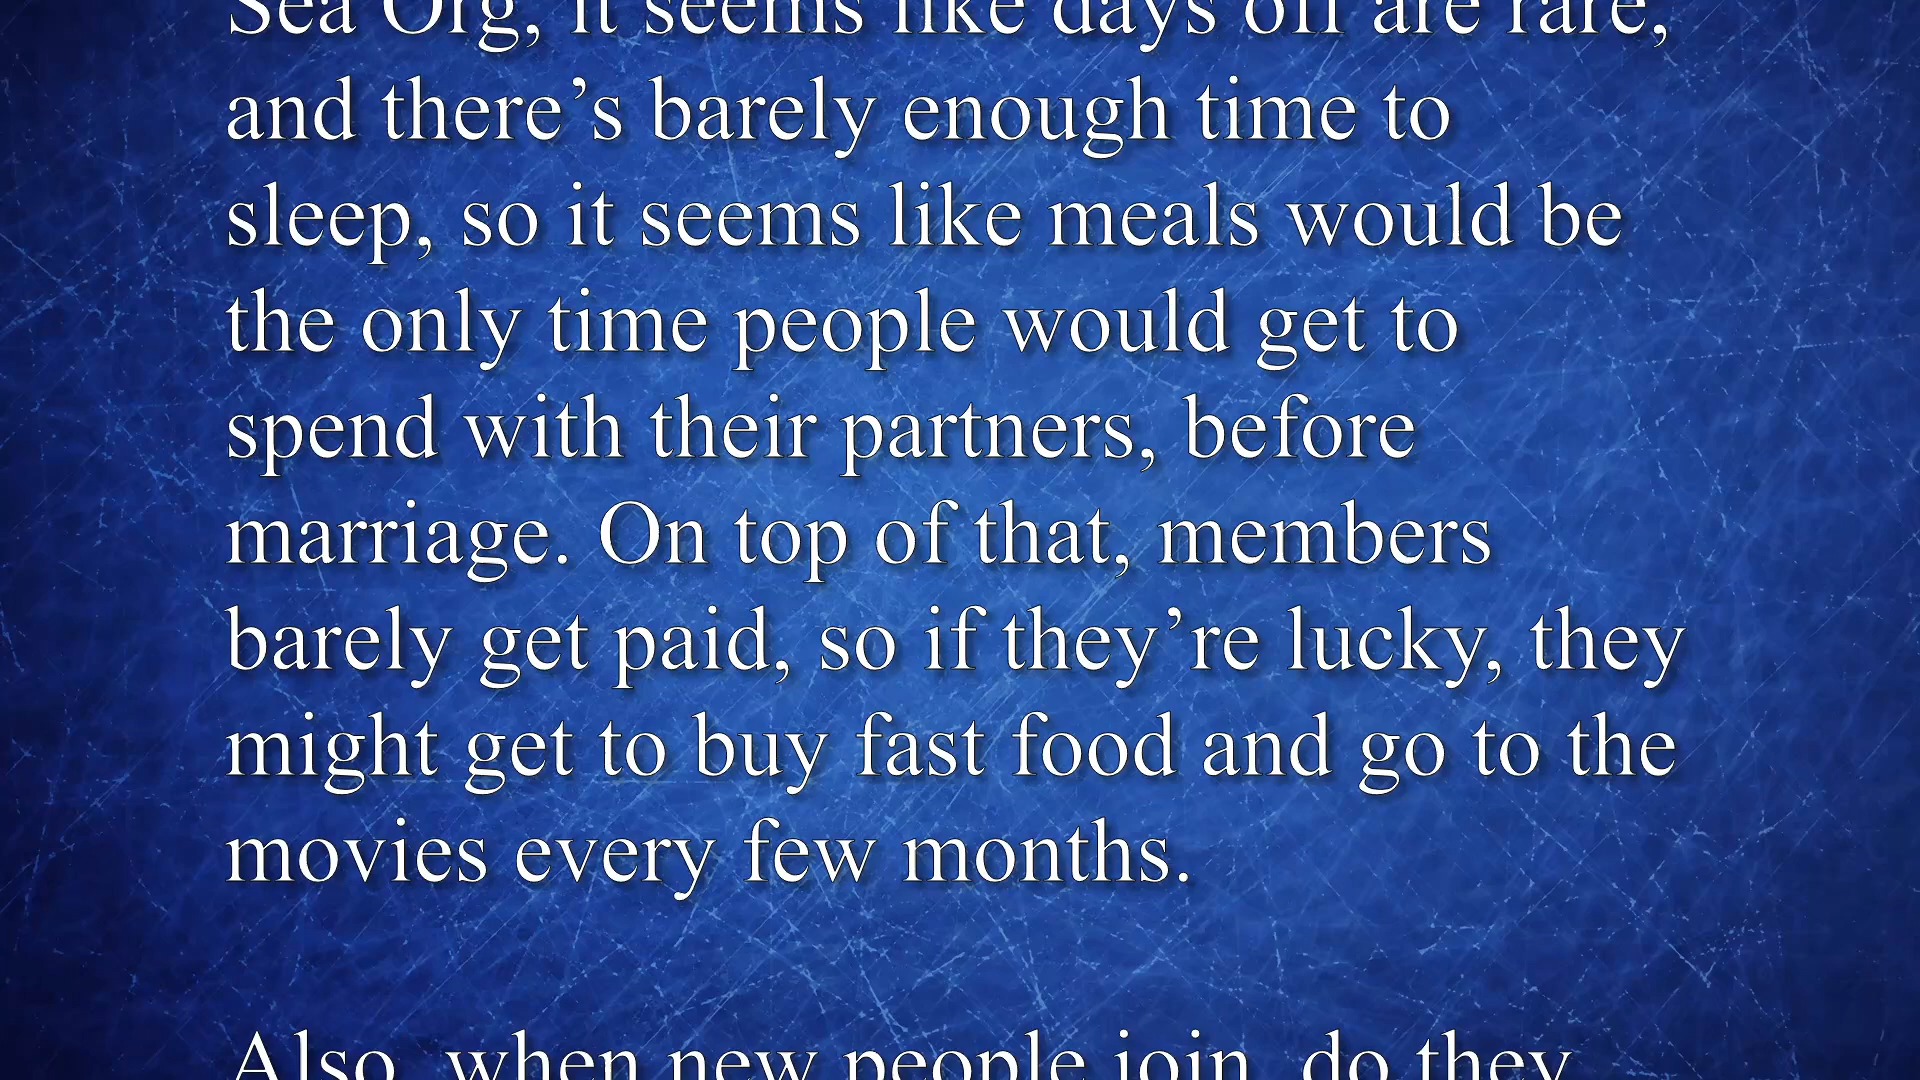 Sea Org, it seems like days off are rare,
and there’s barely enough time to
sleep, so it seems like meals would be
the only time people would get to
spend with their partners, before
marriage. On top of that, members
barely get paid, so if they’re lucky, they
might get to buy fast food and go to the
movies every few months.
Also, when new people join, do they